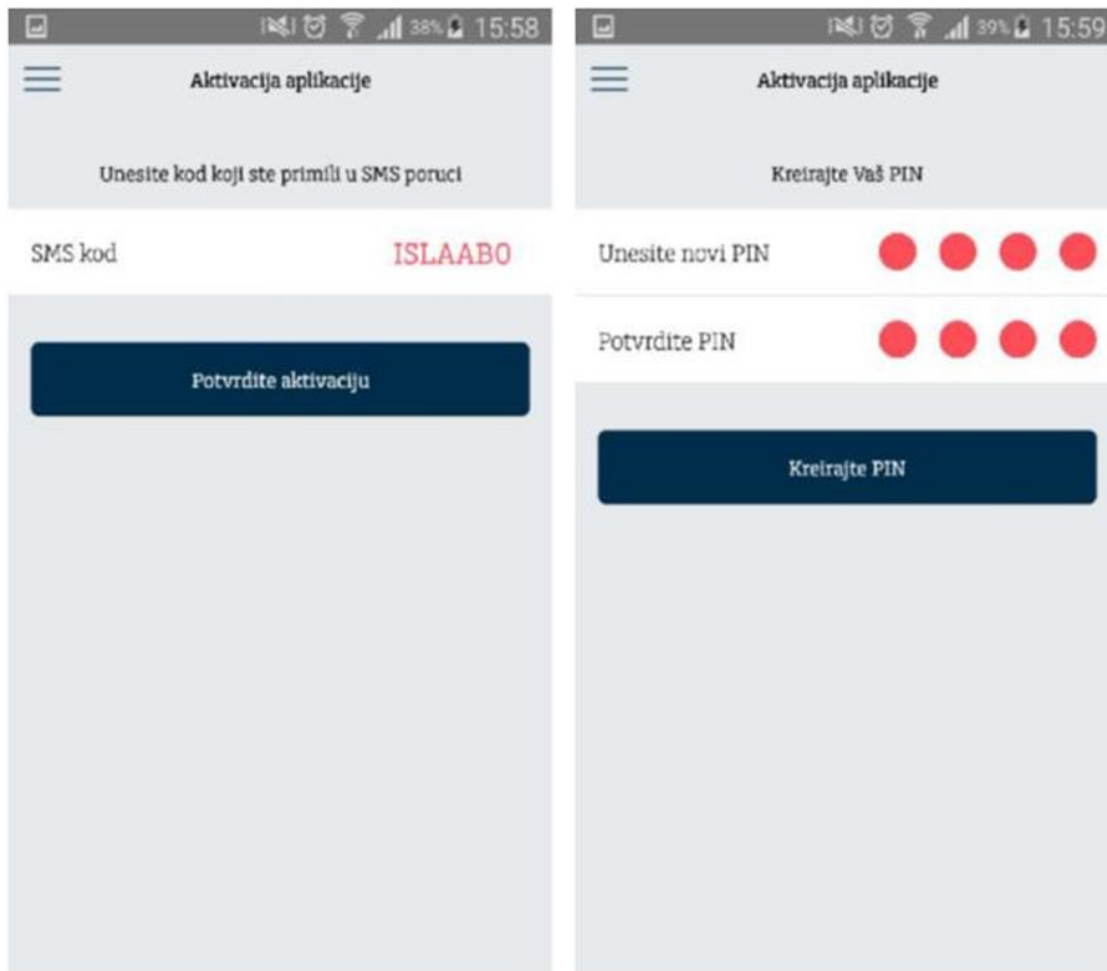 38% 15:58
Aktivacija aplikacije
Unesite kod koji ste primili u SMS poruci
SMS kod ISLAAB0
Potvrdite aktivaciju
39% 15:59
Aktivacija aplikacije
Kreirajte Vaš PIN
Unesite novi PIN
Potvrdite PIN
Kreirajte PIN